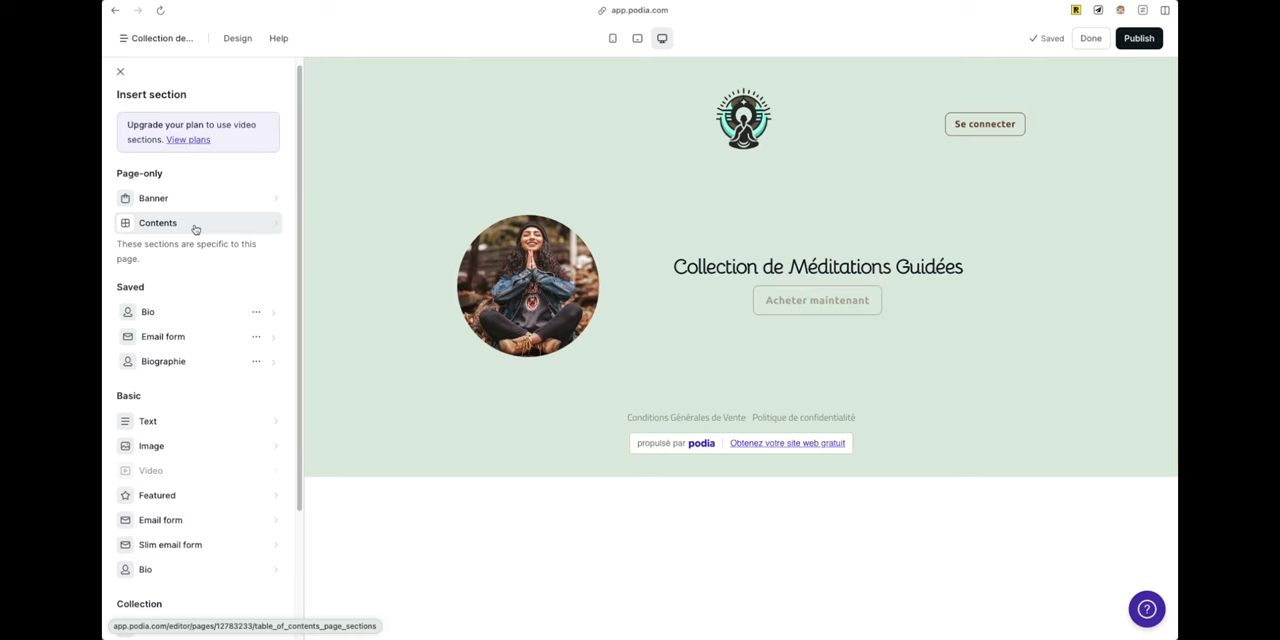 app.podia.com
Collection de...
Design
Help
Saved
Done
Publish
Insert section
Upgrade your plan to use video
sections. View plans
Page-only
Banner
Contents
These sections are specific to this
page.
Saved
Bio
Email form
Biographie
Basic
Text
Image
Video
Featured
Email form
Slim email form
Bio
Collection
app.podia.com/editor/pages/12783233/table_of_contents_page_sections
Se connecter
Collection de Méditations Guidées
Acheter maintenant
Conditions Générales de Vente Politique de confidentialité
propulsé par podia Obtenez votre site web gratuit